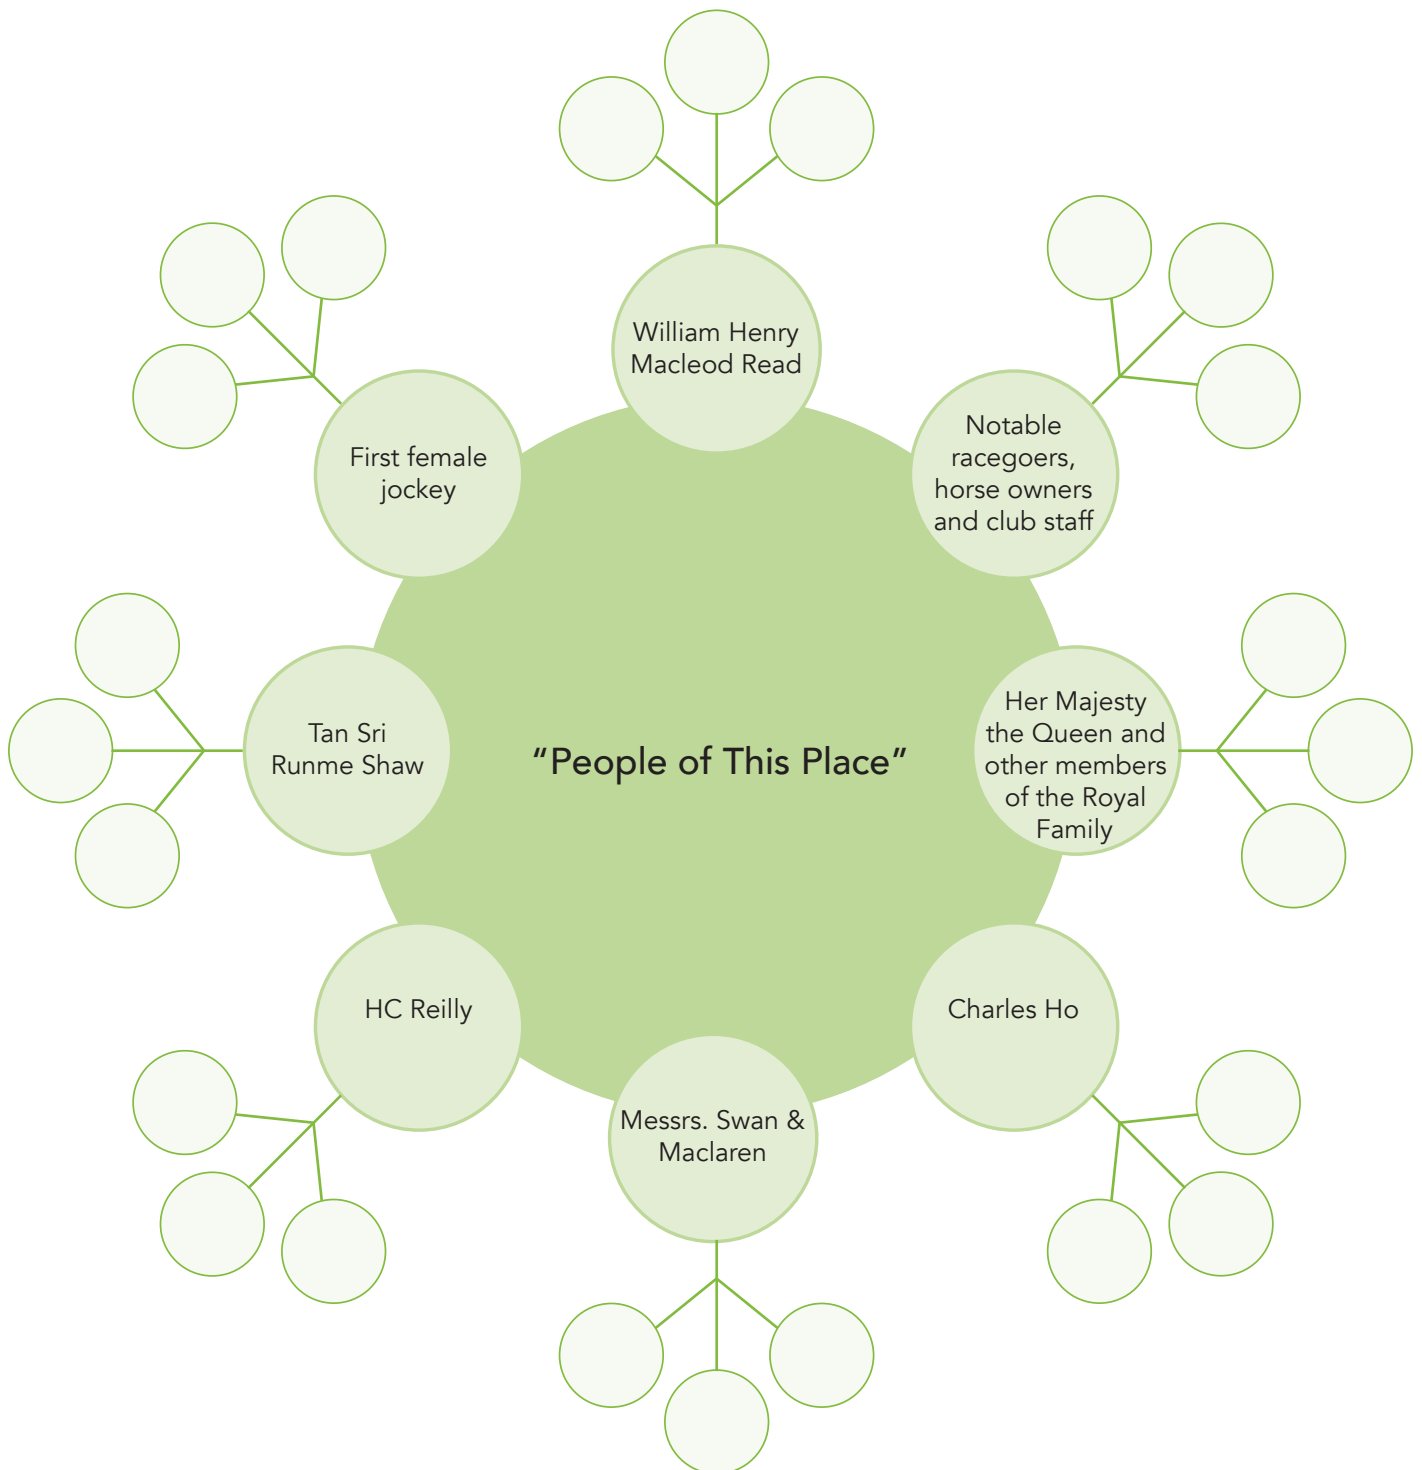 William Henry
Macleod Read
Notable
racegoers,
horse owners
and club staff
First female
jockey
Her Majesty
the Queen and
other members
of the Royal
Family
Tan Sri
Runme Shaw
“People of This Place”
HC Reilly
Charles Ho
Messrs. Swan &
Maclaren